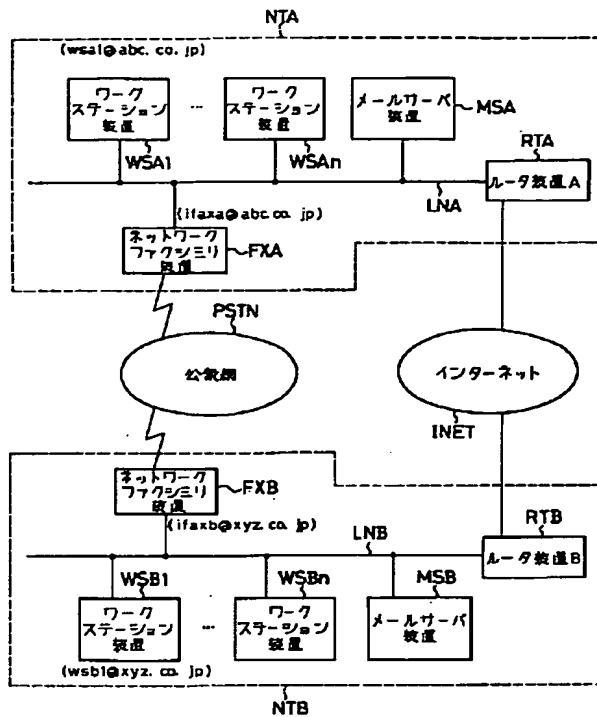 NTA
(wsa1@abc.co.jp)
ワーク
ステーション
装置
...
ワーク
ステーション
装置
メールサーバ
装置
MSA
WSA1
WSAn
RTA
ルータ装置A
LNA
(ifaxa@abc.co.jp)
ネットワーク
ファクシミリ
装置
FXA
PSTN
公衆網
インターネット
INET
ネットワーク
ファクシミリ
装置
FXB
(ifaxb@xyz.co.jp)
RTB
LNB
ルータ装置B
WSB1
WSBn
MSB
ワーク
ステーション
装置
...
ワーク
ステーション
装置
メールサーバ
装置
(wsb1@xyz.co.jp)
NTB